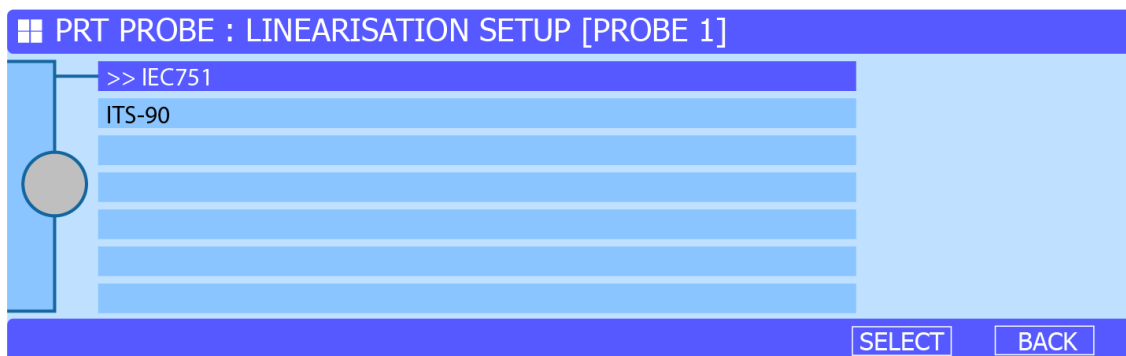 PRT PROBE : LINEARISATION SETUP [PROBE 1]
>> IEC751
ITS-90
SELECT BACK